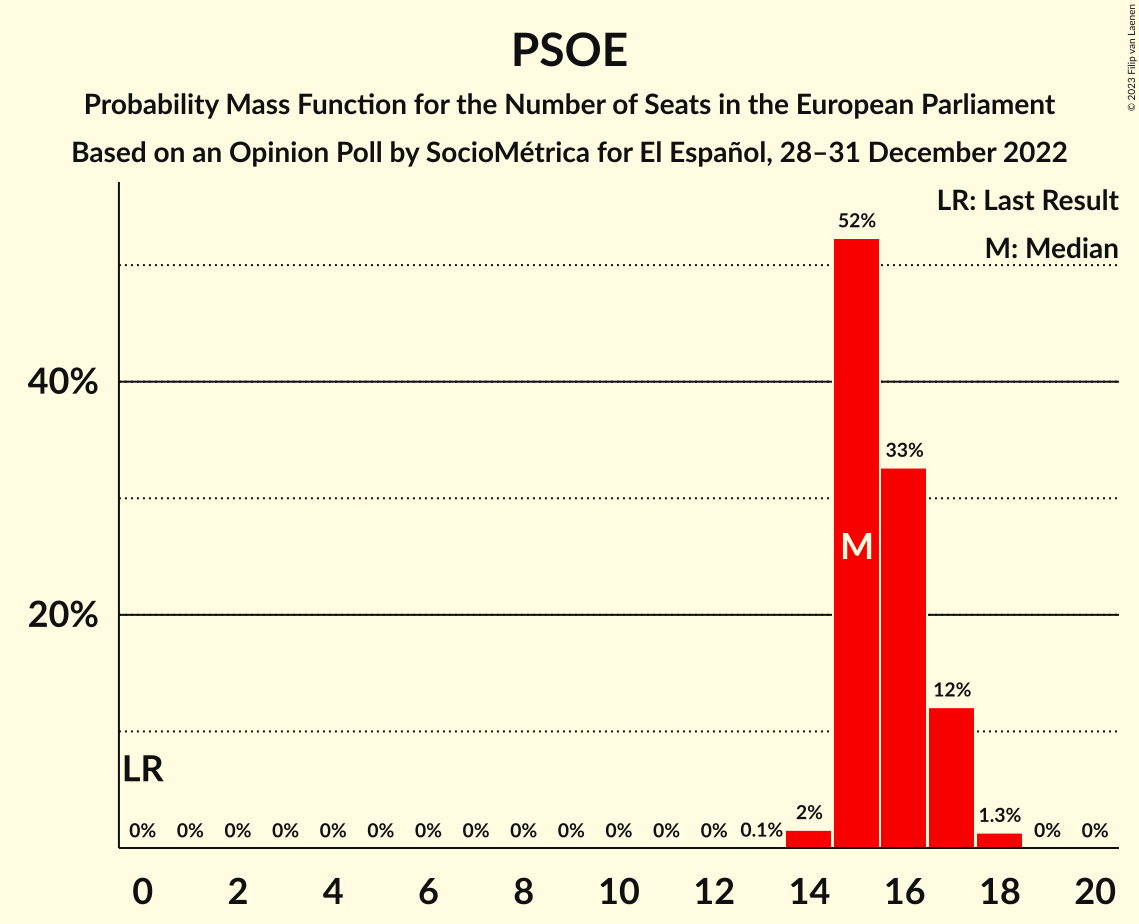 PSOE
Probability Mass Function for the Number of Seats in the European Parliament
Based on an Opinion Poll by SocioMétrica for El Español, 28–31 December 2022
© 2023 Filip van Laenen
LR: Last Result
M: Median
52%
40%
33%
M
20%
12%
LR
0% 0% 0% 0% 0% 0% 0% 0% 0% 0% 0% 0% 0% 0.1% 2% 1.3% 0% 0%
0 2 4 6 8 10 12 14 16 18 20